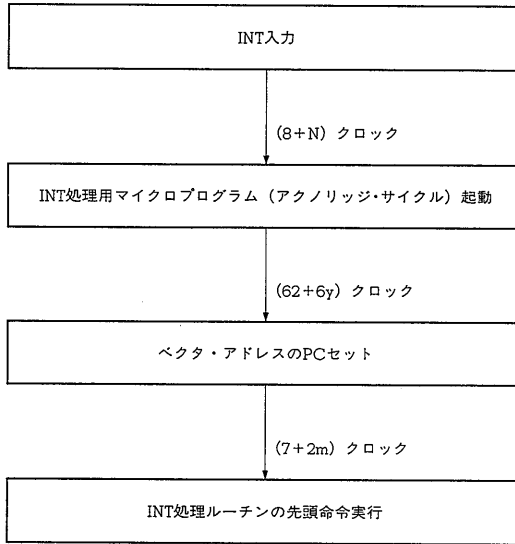 INT入力
(8+N) クロック
INT処理用マイクロプログラム (アクノリッジ・サイクル) 起動
(62+6y) クロック
ベクタ・アドレスのPCセット
(7+2m) クロック
INT処理ルーチンの先頭命令実行